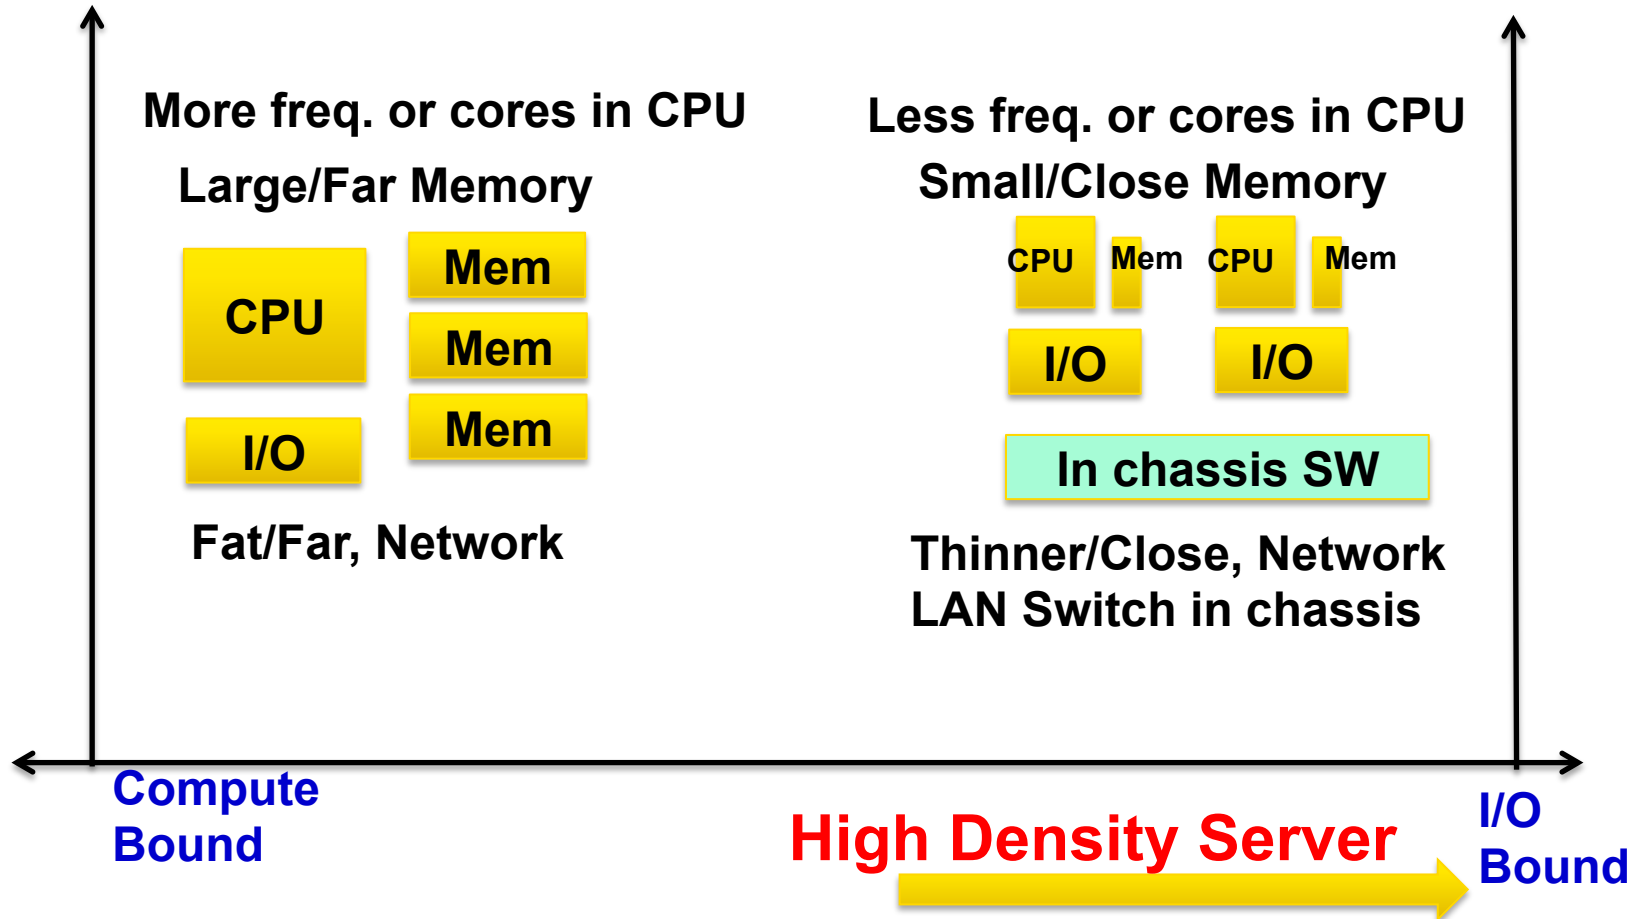 More freq. or cores in CPU
Large/Far Memory
CPU
Mem
Mem
Mem
I/O
Fat/Far, Network
Less freq. or cores in CPU
Small/Close Memory
CPU Mem CPU Mem
I/O I/O
In chassis SW
Thinner/Close, Network
LAN Switch in chassis
Compute
Bound
High Density Server
I/O
Bound